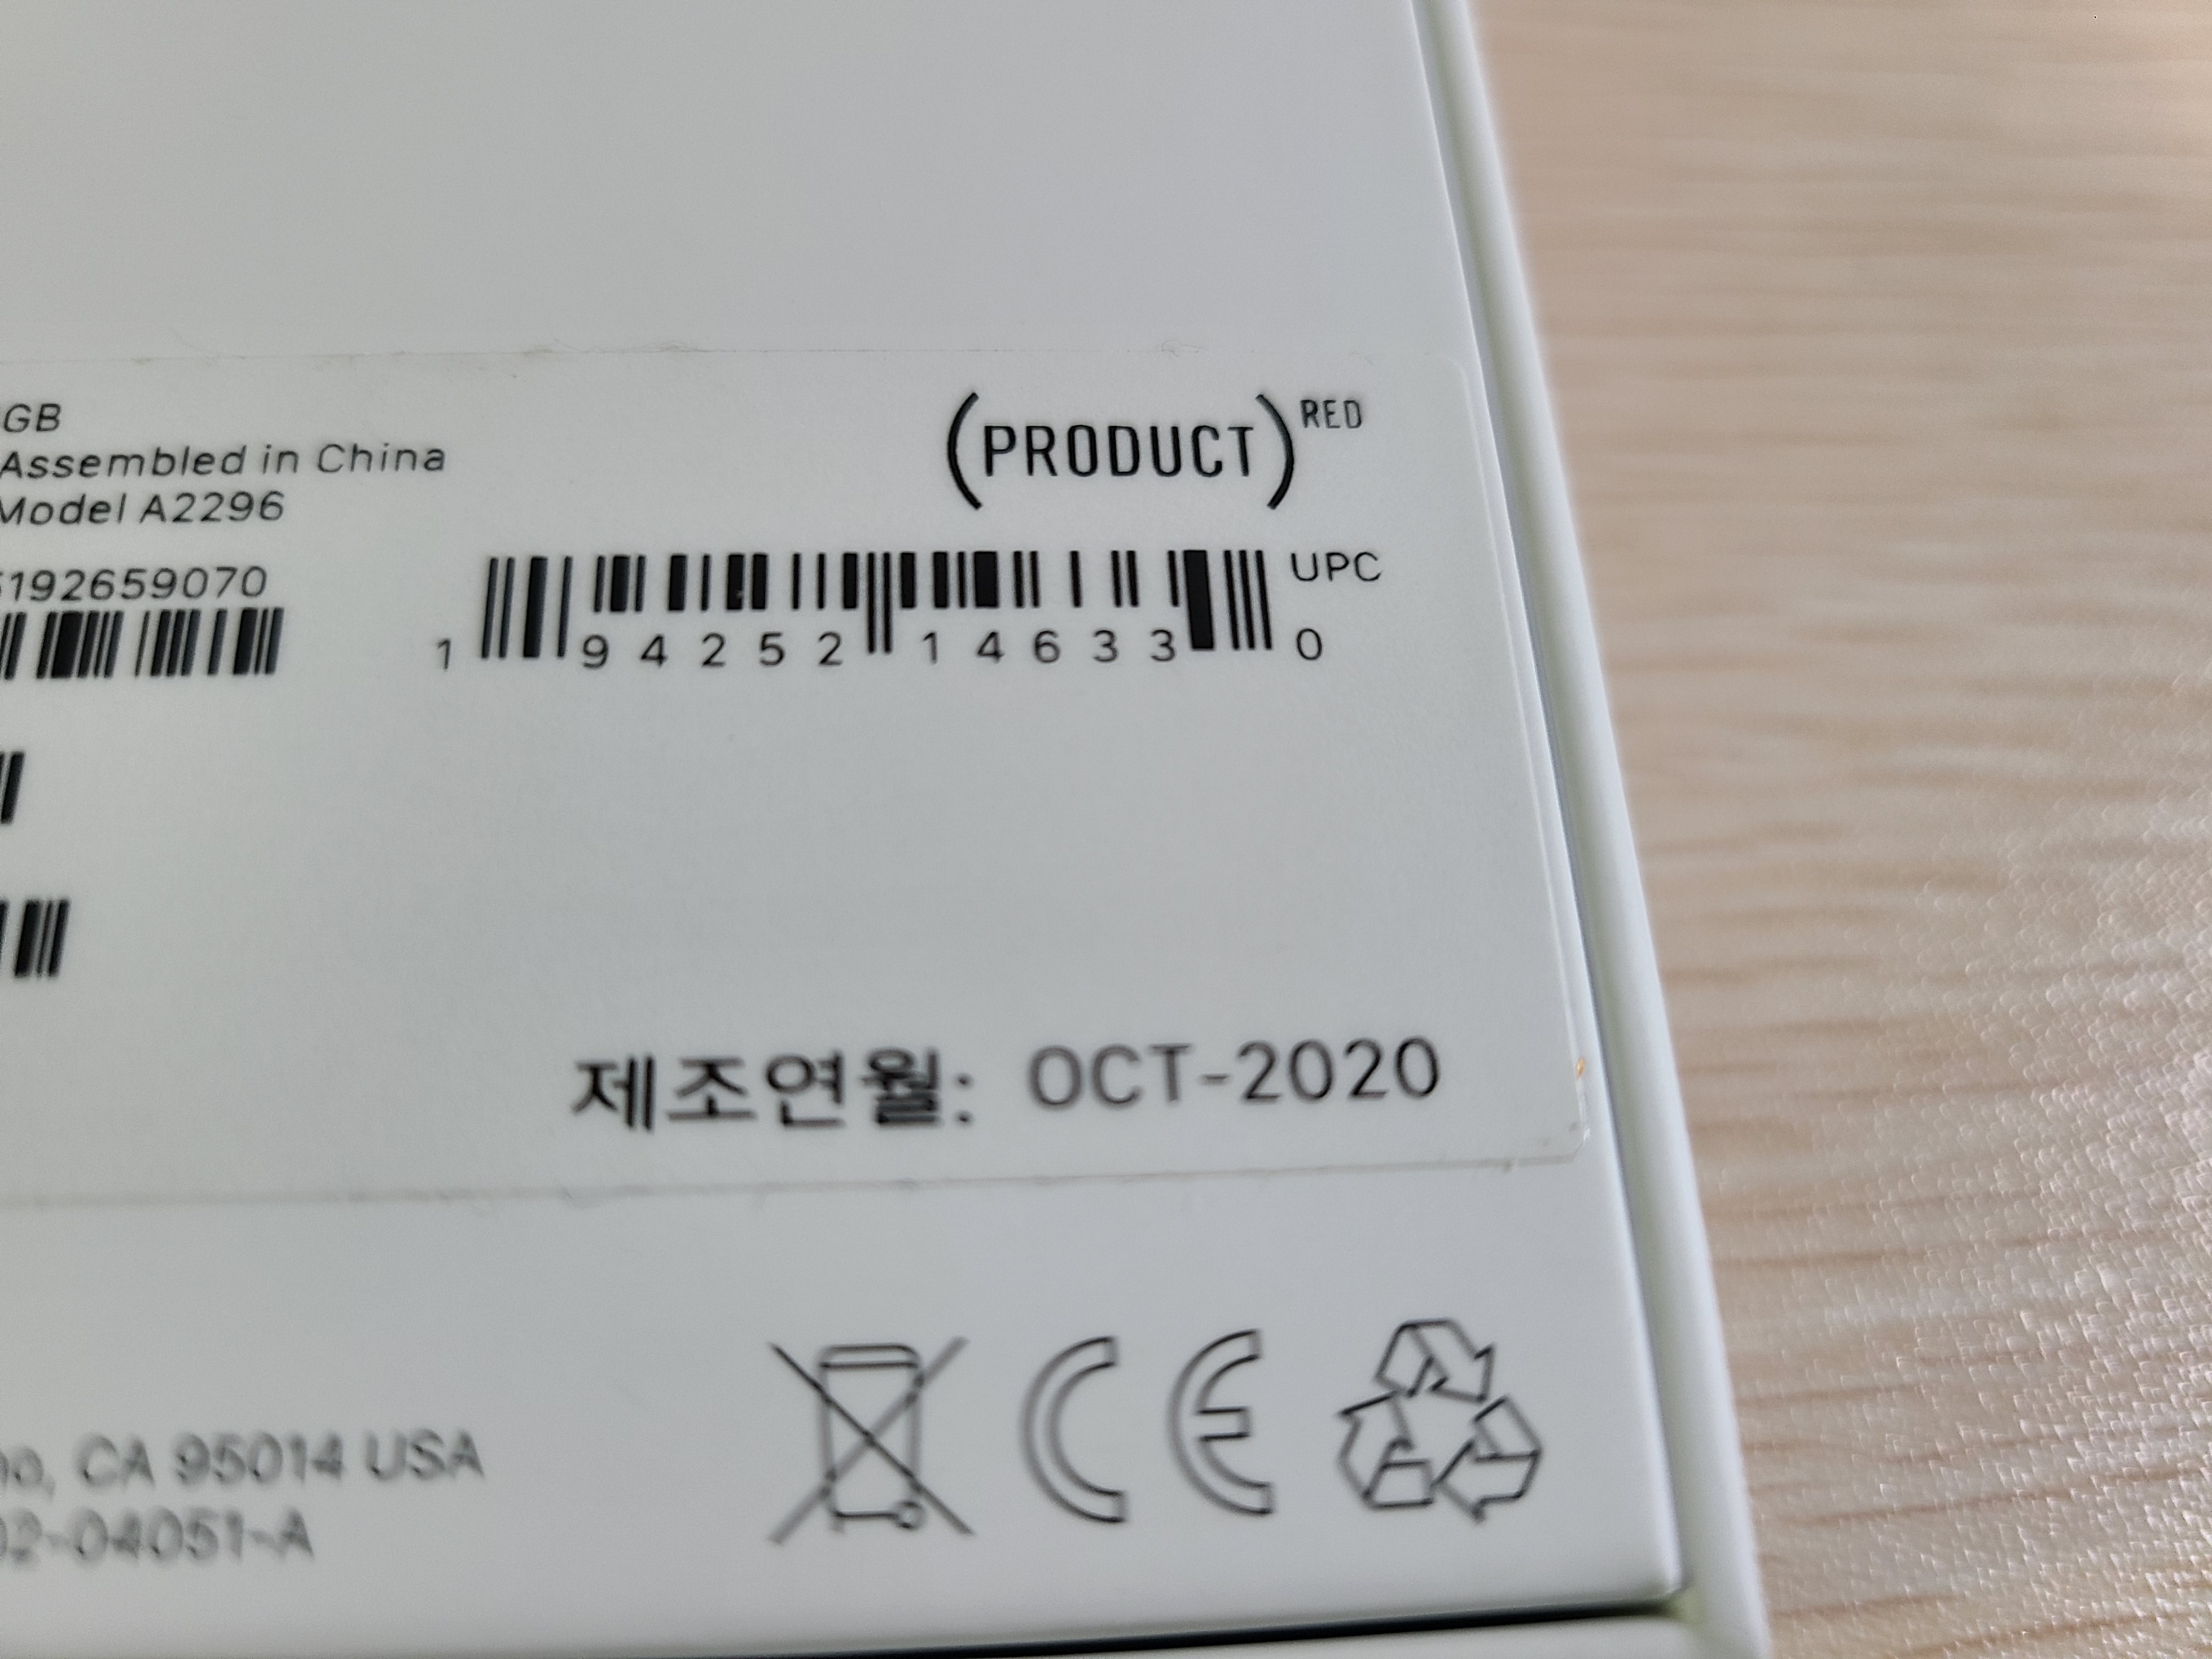 GB
Assembled in China
Model A2296
(PRODUCT) RED
192659070
UPC
1 94252 14633 0
제조연월: OCT-2020
CA 95014 USA
CE